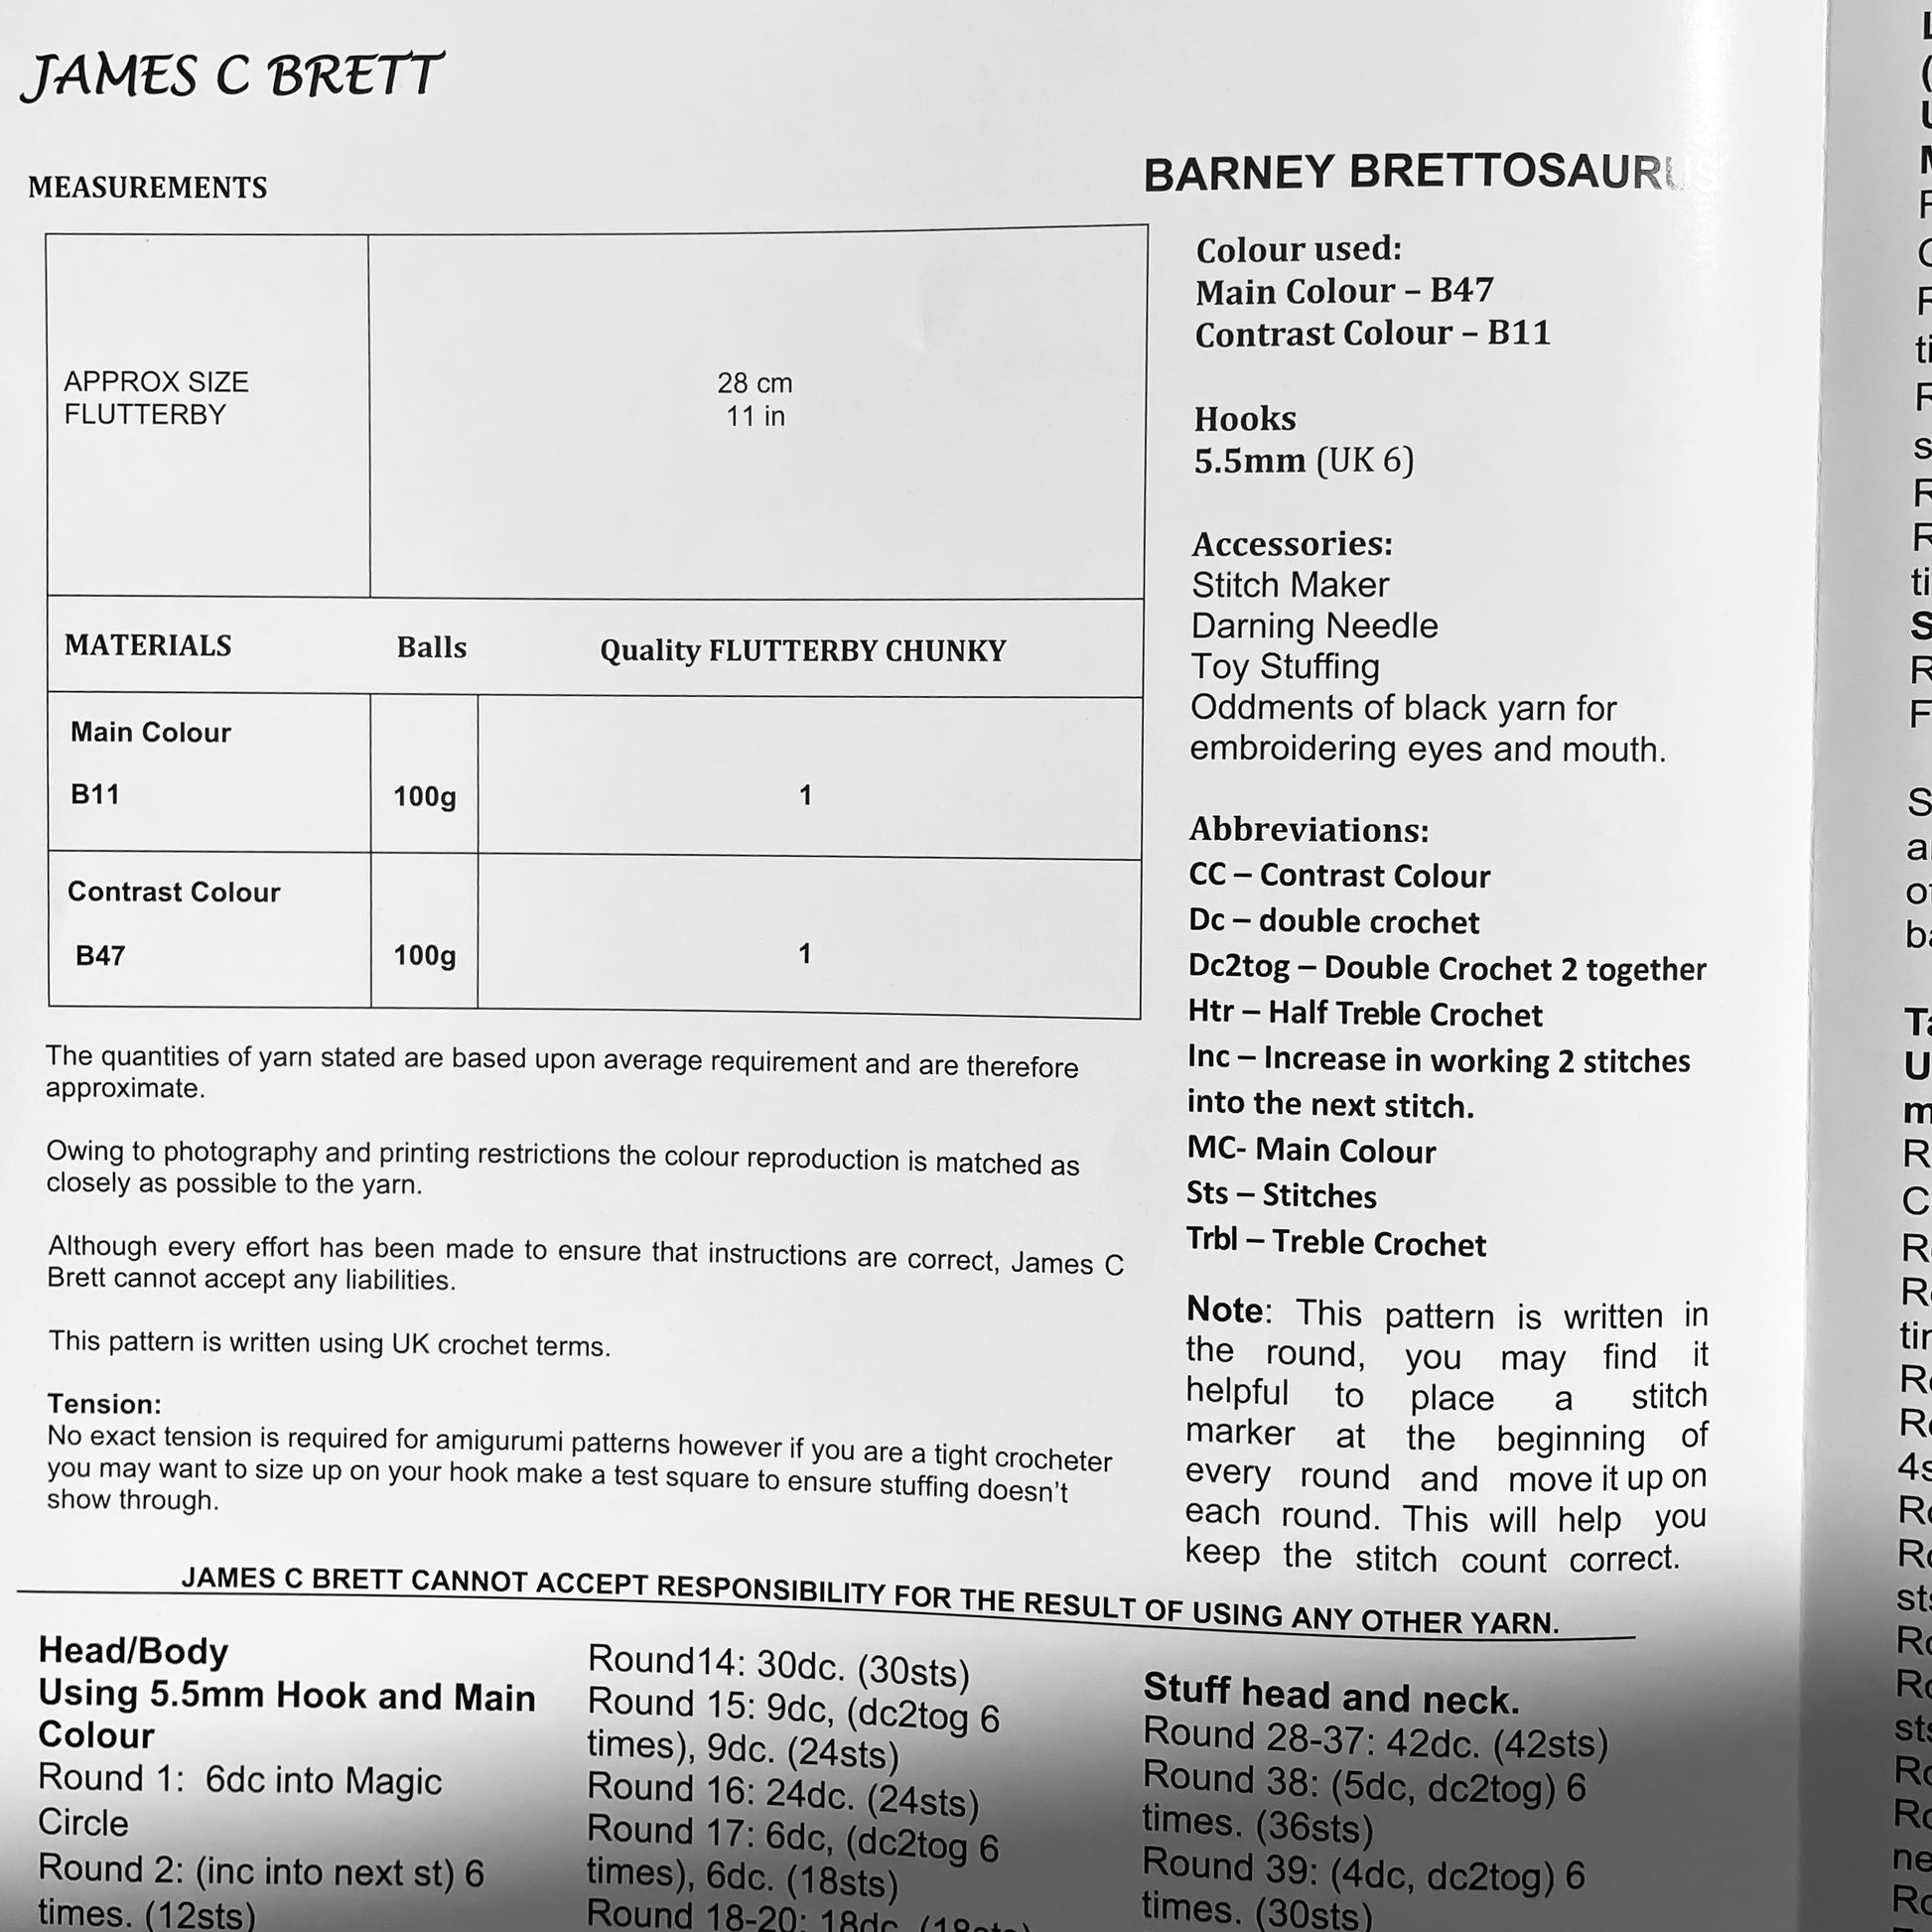 JAMES C BRETT
MEASUREMENTS
APPROX SIZE
FLUTTERBY
28 cm
11 in
MATERIALS Balls Quality FLUTTERBY CHUNKY
Main Colour
B11 100g 1
Contrast Colour
B47 100g 1
The quantities of yarn stated are based upon average requirement and are therefore
approximate.
Owing to photography and printing restrictions the colour reproduction is matched as
closely as possible to the yarn.
Although every effort has been made to ensure that instructions are correct, James C
Brett cannot accept any liabilities.
This pattern is written using UK crochet terms.
Tension:
No exact tension is required for amigurumi patterns however if you are a tight crocheter
you may want to size up on your hook make a test square to ensure stuffing doesn't
show through.
BARNEY BRETTOSAURUS
Colour used:
Main Colour – B47
Contrast Colour – B11
Hooks
5.5mm (UK 6)
Accessories:
Stitch Maker
Darning Needle
Toy Stuffing
Oddments of black yarn for
embroidering eyes and mouth.
Abbreviations:
CC – Contrast Colour
Dc – double crochet
Dc2tog – Double Crochet 2 together
Htr – Half Treble Crochet
Inc – Increase in working 2 stitches
into the next stitch.
MC- Main Colour
Sts – Stitches
Trbl – Treble Crochet
Note: This pattern is written in
the round, you may find it
helpful to place a stitch
marker at the beginning of
every round and move it up on
each round. This will help you
keep the stitch count correct.
JAMES C BRETT CANNOT ACCEPT RESPONSIBILITY FOR THE RESULT OF USING ANY OTHER YARN.
Head/Body
Using 5.5mm Hook and Main
Colour
Round 1: 6dc into Magic
Circle
Round 2: (inc into next st) 6
times. (12sts)
Round14: 30dc. (30sts)
Round 15: 9dc, (dc2tog 6
times), 9dc. (24sts)
Round 16: 24dc. (24sts)
Round 17: 6dc, (dc2tog 6
times), 6dc. (18sts)
Round 18-20: 18dc. (18sts)
Stuff head and neck.
Round 28-37: 42dc. (42sts)
Round 38: (5dc, dc2tog) 6
times. (36sts)
Round 39: (4dc, dc2tog) 6
times. (30sts)